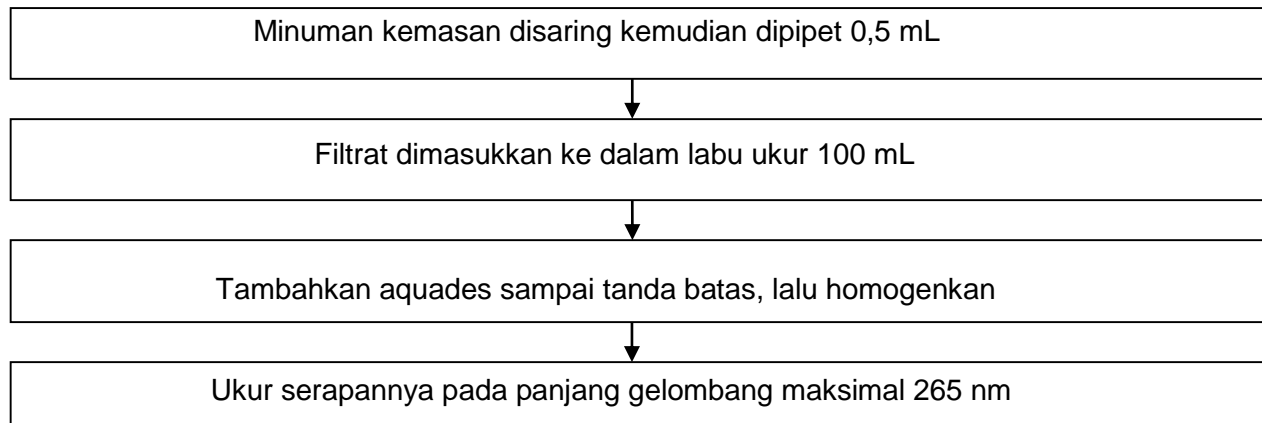 Minuman kemasan disaring kemudian dipipet 0,5 mL
Filtrat dimasukkan ke dalam labu ukur 100 mL
Tambahkan aquades sampai tanda batas, lalu homogenkan
Ukur serapannya pada panjang gelombang maksimal 265 nm